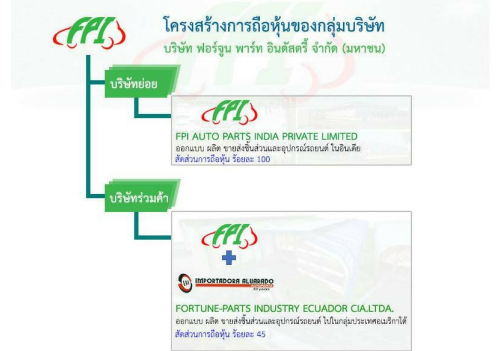 FPI
โครงสร้างการถือหุ้นของกลุ่มบริษัท
บริษัท ฟอร์จูน พาร์ท อินดัสตรี้ จำกัด (มหาชน)
บริษัทย่อย
FPI
FPI AUTO PARTS INDIA PRIVATE LIMITED
ออกแบบ ผลิต ขายส่งชิ้นส่วนและอุปกรณ์รถยนต์ ในอินเดีย
สัดส่วนการถือหุ้น ร้อยละ 100
บริษัทร่วมค้า
FPI
IMPORTADORA ALVARADO
FORTUNE-PARTS INDUSTRY ECUADOR CIA.LTDA.
ออกแบบ ผลิต ขายส่งชิ้นส่วนและอุปกรณ์รถยนต์ ไปในกลุ่มประเทศอเมริกาใต้
สัดส่วนการถือหุ้น ร้อยละ 45